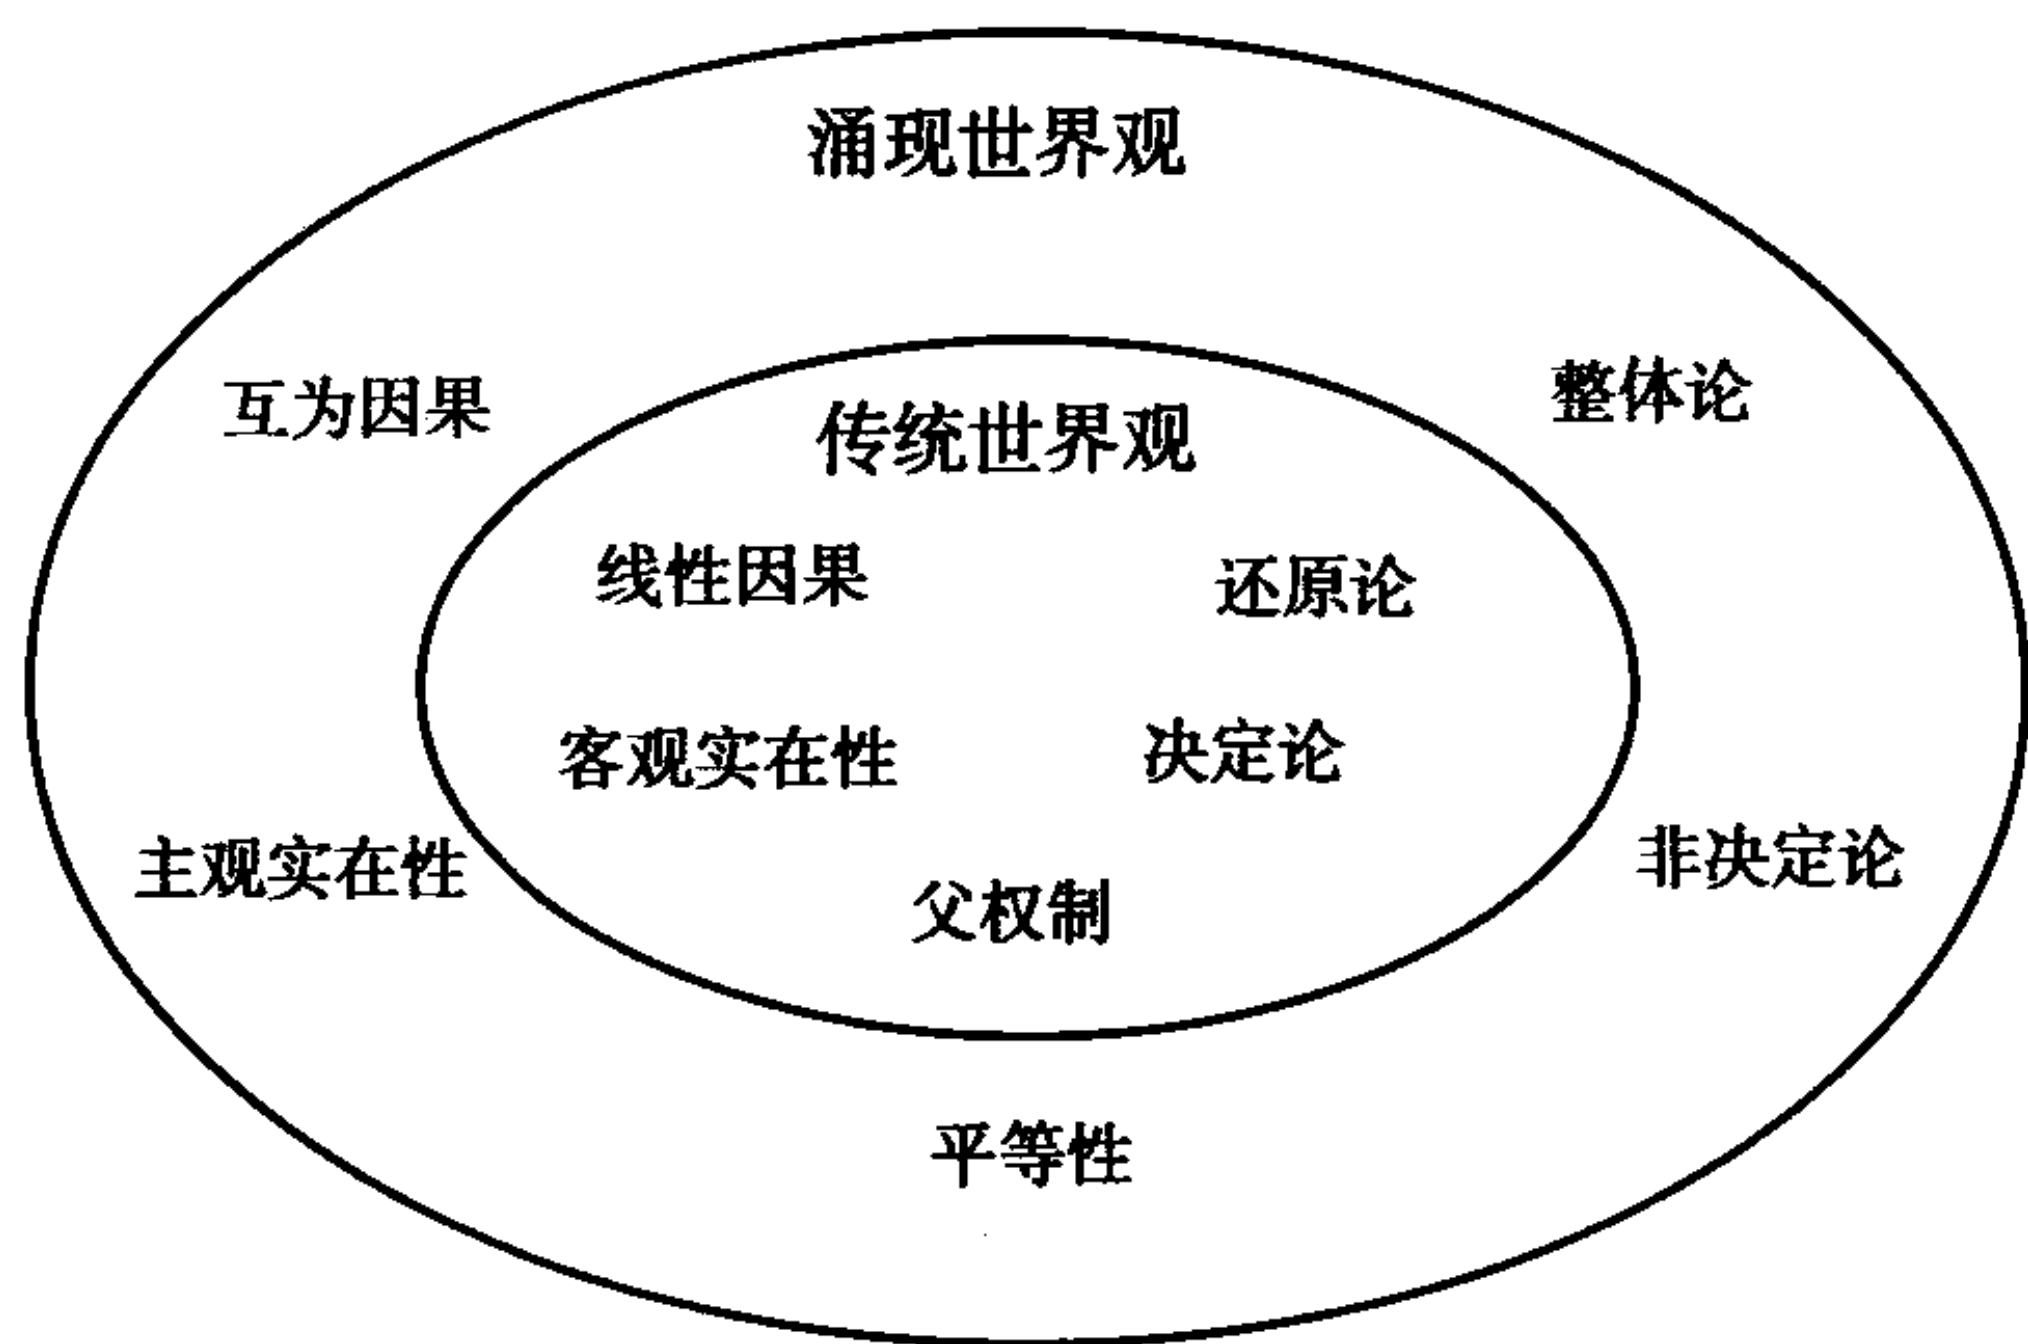 涌现世界观
互为因果
整体论
传统世界观
线性因果
还原论
客观实在性
决定论
主观实在性
非决定论
父权制
平等性